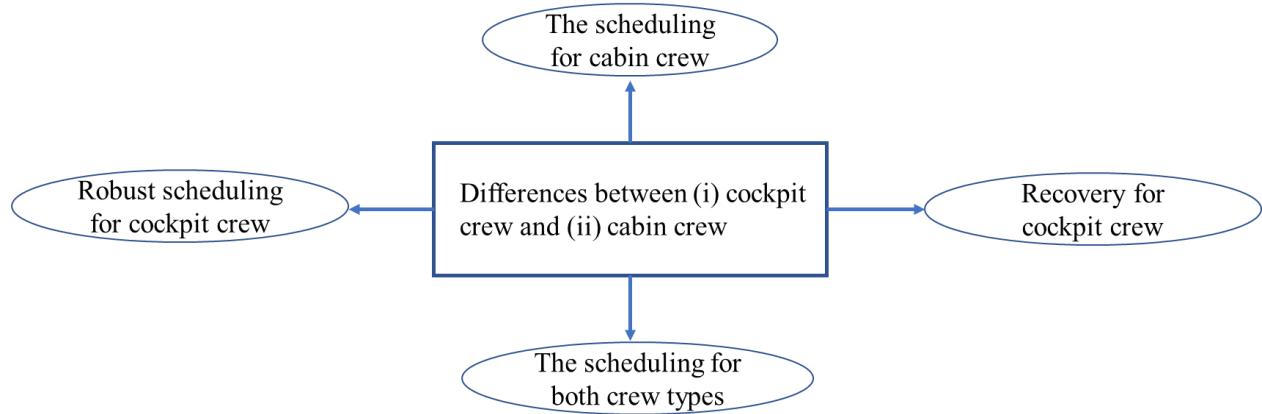 The scheduling
for cabin crew
Robust scheduling
for cockpit crew
Differences between (i) cockpit
crew and (ii) cabin crew
Recovery for
cockpit crew
The scheduling for
both crew types